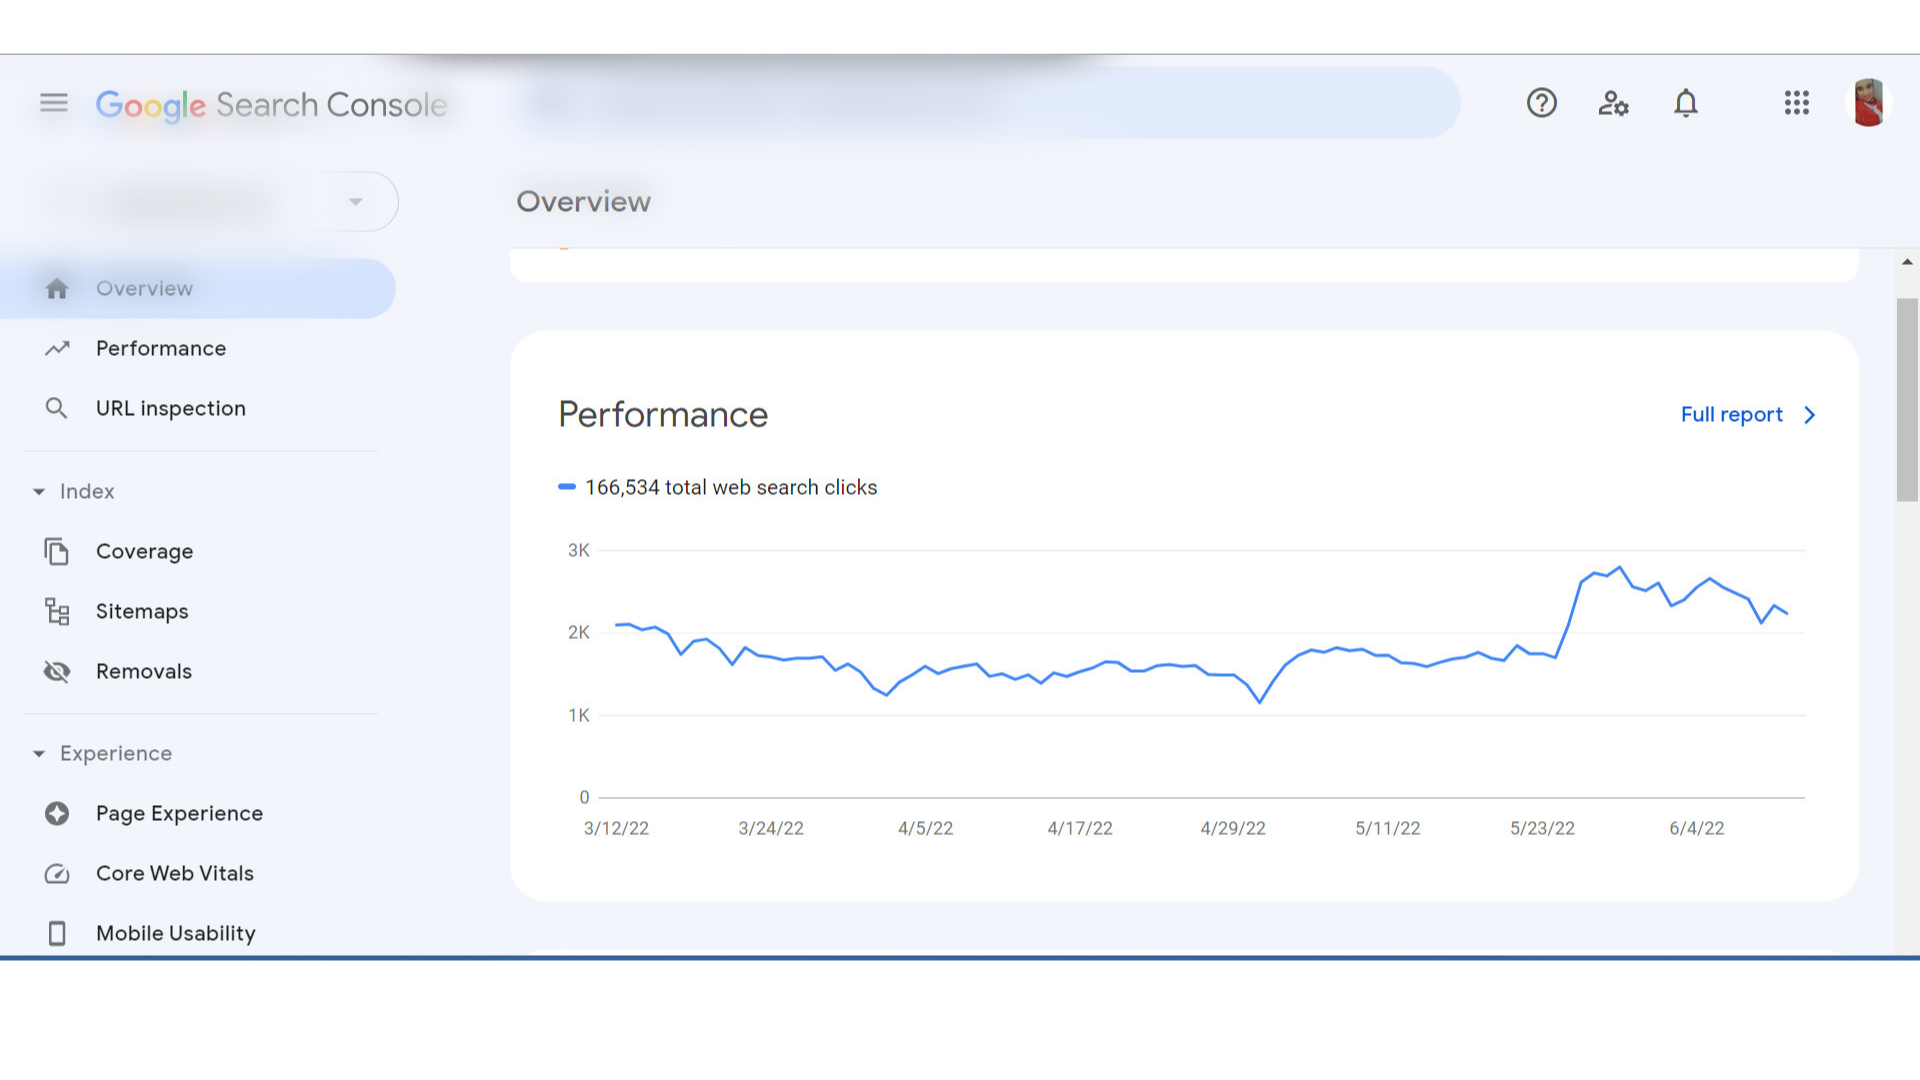 Google Search Console
Overview
Overview
Performance
URL inspection
Index
Coverage
Sitemaps
Removals
Experience
Page Experience
Core Web Vitals
Mobile Usability
Performance
Full report
166,534 total web search clicks
3K
2K
1K
0
3/12/22 3/24/22 4/5/22 4/17/22 4/29/22 5/11/22 5/23/22 6/4/22